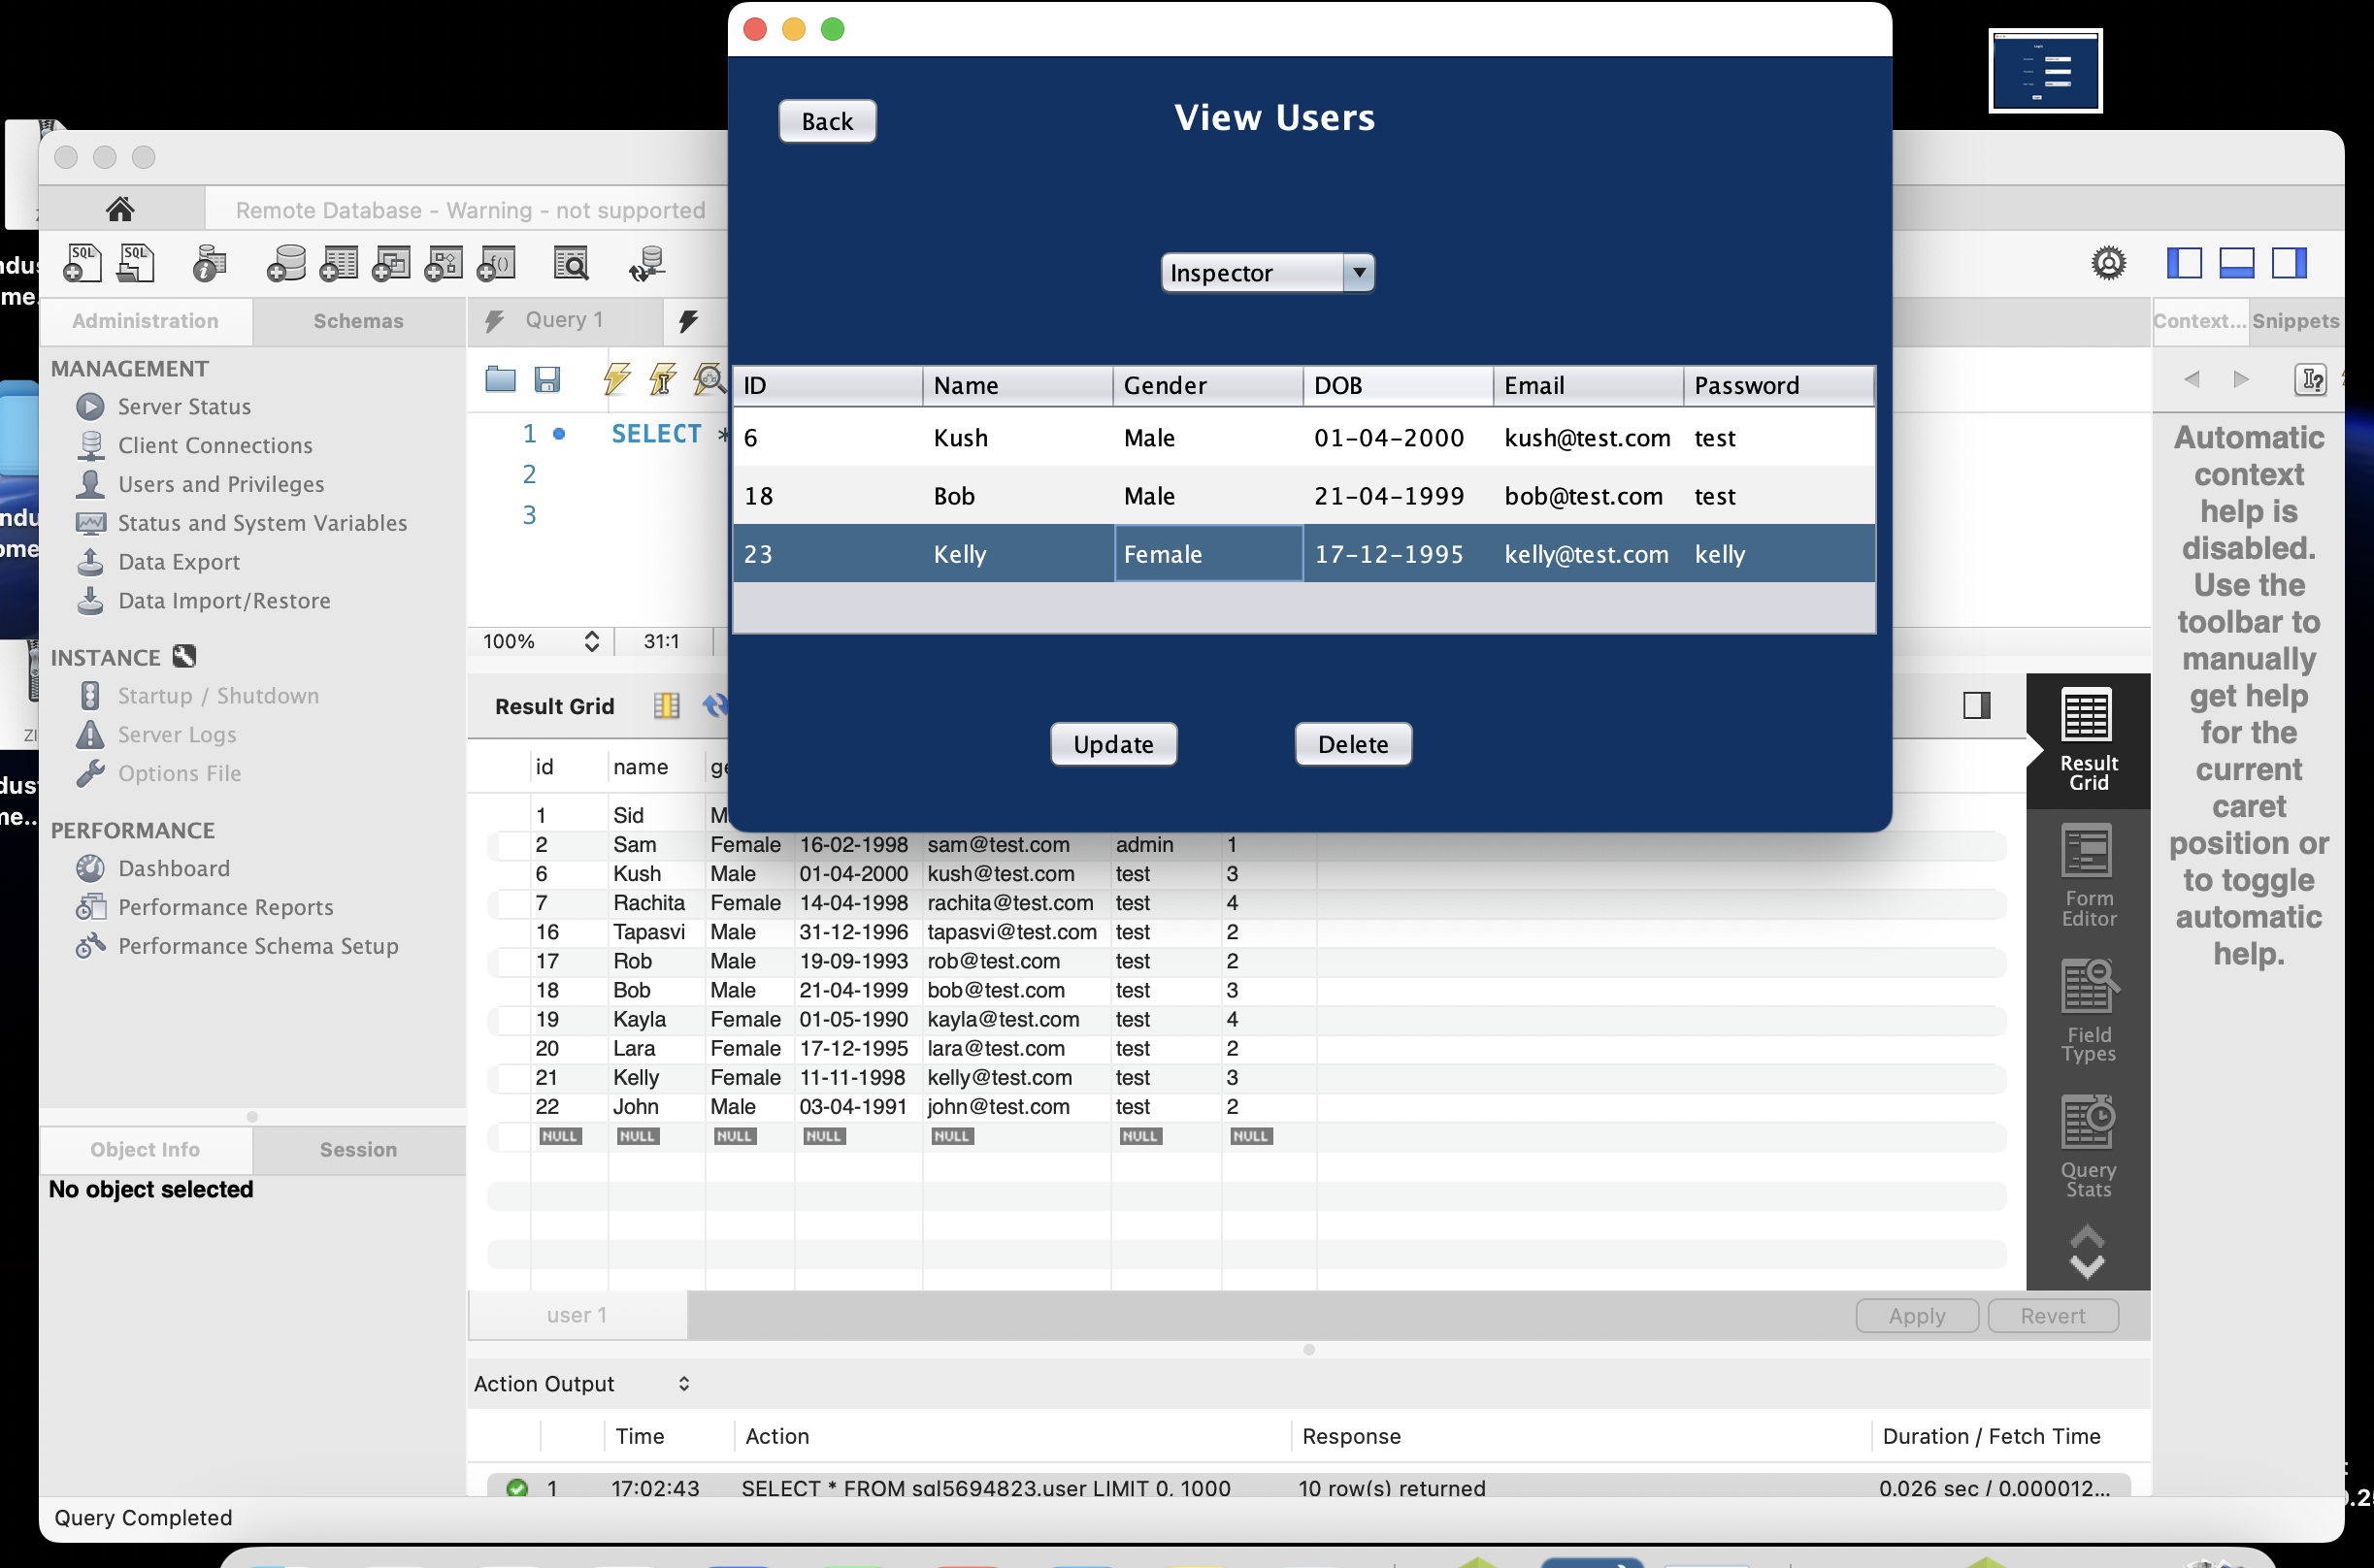 View Users
Back
Inspector
ID Name Gender DOB Email Password
6 Kush Male 01-04-2000 kush@test.com test
18 Bob Male 21-04-1999 bob@test.com test
23 Kelly Female 17-12-1995 kelly@test.com kelly
Update Delete
Remote Database - Warning - not supported
SQL SQL
Administration Schemas
MANAGEMENT
Server Status
Client Connections
Users and Privileges
Status and System Variables
Data Export
Data Import/Restore
INSTANCE
Startup / Shutdown
Server Logs
Options File
PERFORMANCE
Dashboard
Performance Reports
Performance Schema Setup
Object Info Session
No object selected
Query 1
1 SELECT *
2
3
100% 31:1
Result Grid
id name
1 Sid
2 Sam Female 16-02-1998 sam@test.com admin 1
6 Kush Male 01-04-2000 kush@test.com test 3
7 Rachita Female 14-04-1998 rachita@test.com test 4
16 Tapasvi Male 31-12-1996 tapasvi@test.com test 2
17 Rob Male 19-09-1993 rob@test.com test 2
18 Bob Male 21-04-1999 bob@test.com test 3
19 Kayla Female 01-05-1990 kayla@test.com test 4
20 Lara Female 17-12-1995 lara@test.com test 2
21 Kelly Female 11-11-1998 kelly@test.com test 3
22 John Male 03-04-1991 john@test.com test 2
NULL NULL NULL NULL NULL NULL NULL
user 1
Apply Revert
Result
Grid
Form
Editor
Field
Types
Query
Stats
Context... Snippets
Automatic
context
help is
disabled.
Use the
toolbar to
manually
get help
for the
current
caret
position or
to toggle
automatic
help.
Action Output
Time Action Response Duration / Fetch Time
1 17:02:43 SELECT * FROM sql5694823.user LIMIT 0, 1000 10 row(s) returned 0.026 sec / 0.000012...
Query Completed